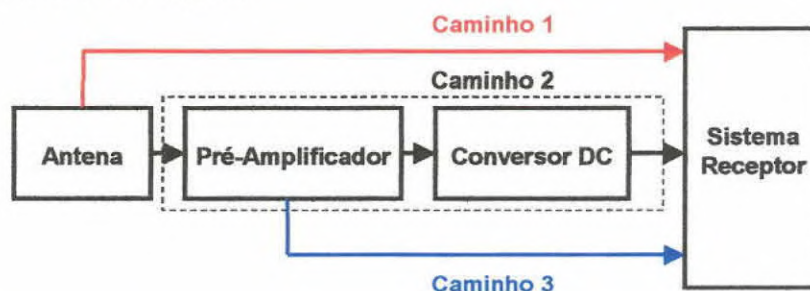 Caminho 1
Caminho 2
Antena
Pré-Amplificador
Conversor DC
Sistema
Receptor
Caminho 3